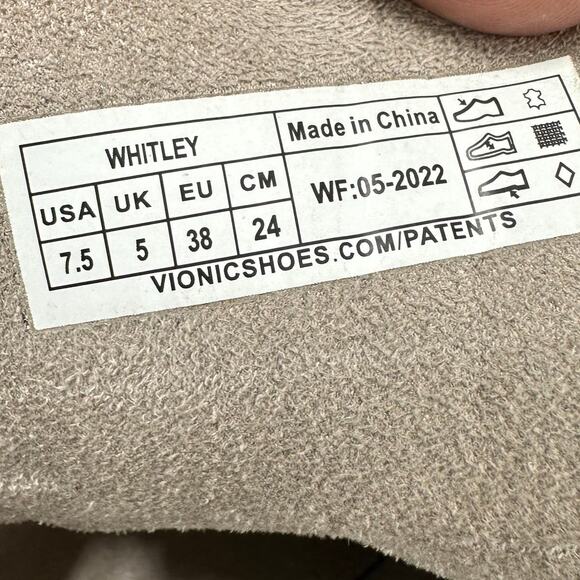 WHITLEY
Made in China
USA UK EU CM
WF:05-2022
7.5 5 38 24
VIONICSHOES.COM/PATENTS